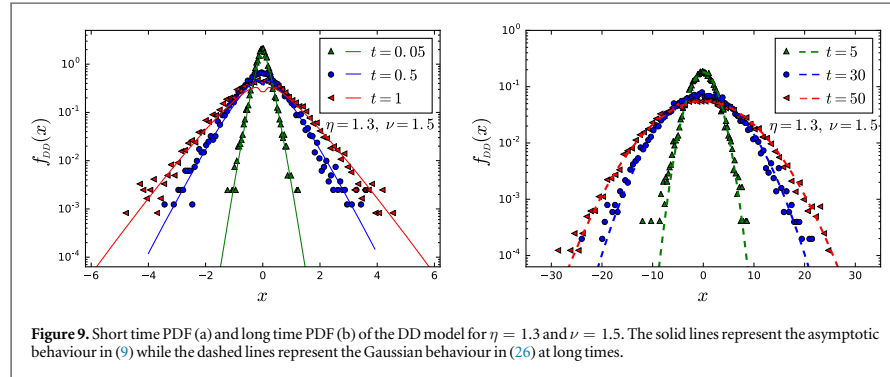 10⁰
10⁻¹
10⁻²
10⁻³
10⁻⁴
f_DD(x)
−6 −4 −2 0 2 4 6
x
t = 0.05
t = 0.5
t = 1
η = 1.3, ν = 1.5
10⁰
10⁻¹
10⁻²
10⁻³
10⁻⁴
f_DD(x)
−30 −20 −10 0 10 20 30
x
t = 5
t = 30
t = 50
η = 1.3, ν = 1.5
Figure 9. Short time PDF (a) and long time PDF (b) of the DD model for η = 1.3 and ν = 1.5. The solid lines represent the asymptotic
behaviour in (9) while the dashed lines represent the Gaussian behaviour in (26) at long times.